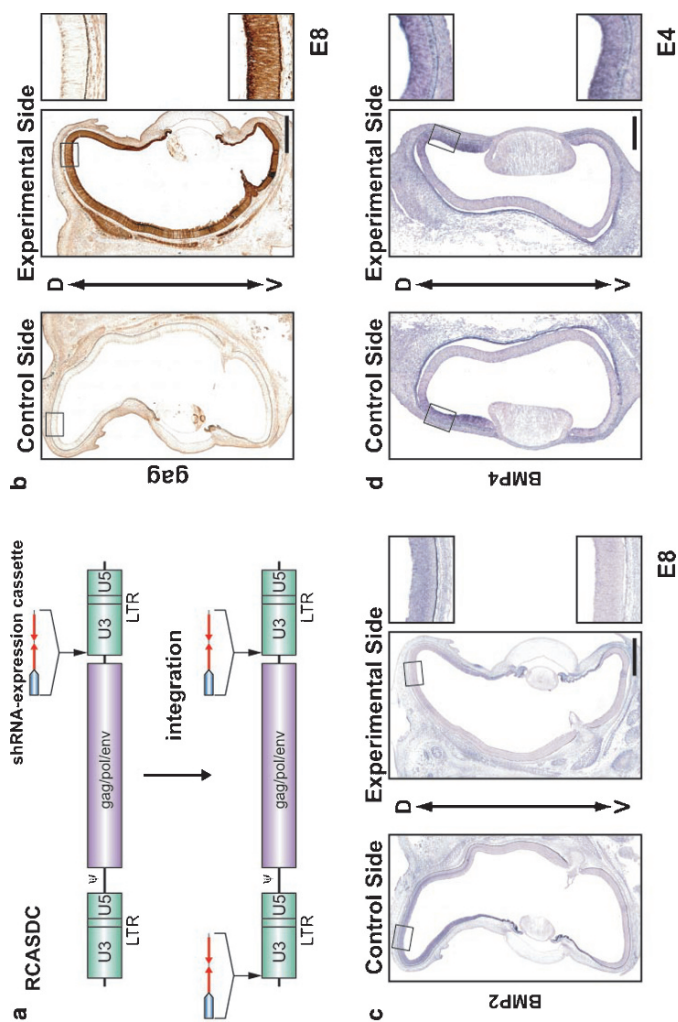 a
RCASDC
shRNA-expression cassette
U3 U5 ψ gag/pol/env U3 U5
LTR LTR
integration
U3 U5 ψ gag/pol/env U3 U5
LTR LTR
b
Control Side Experimental Side
gag
D
V
E8
c
Control Side Experimental Side
BMP2
D
V
E8
d
Control Side Experimental Side
BMP4
D
V
E4